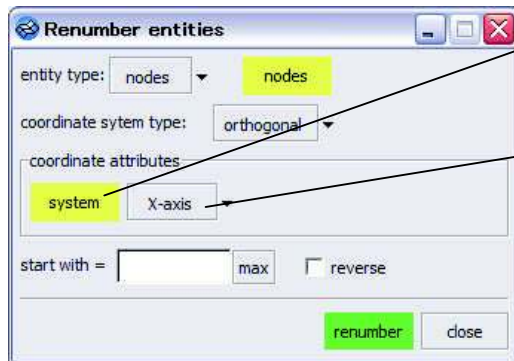 Renumber entities
entity type: nodes nodes
coordinate sytem type: orthogonal
coordinate attributes
system X-axis
start with = max reverse
renumber close